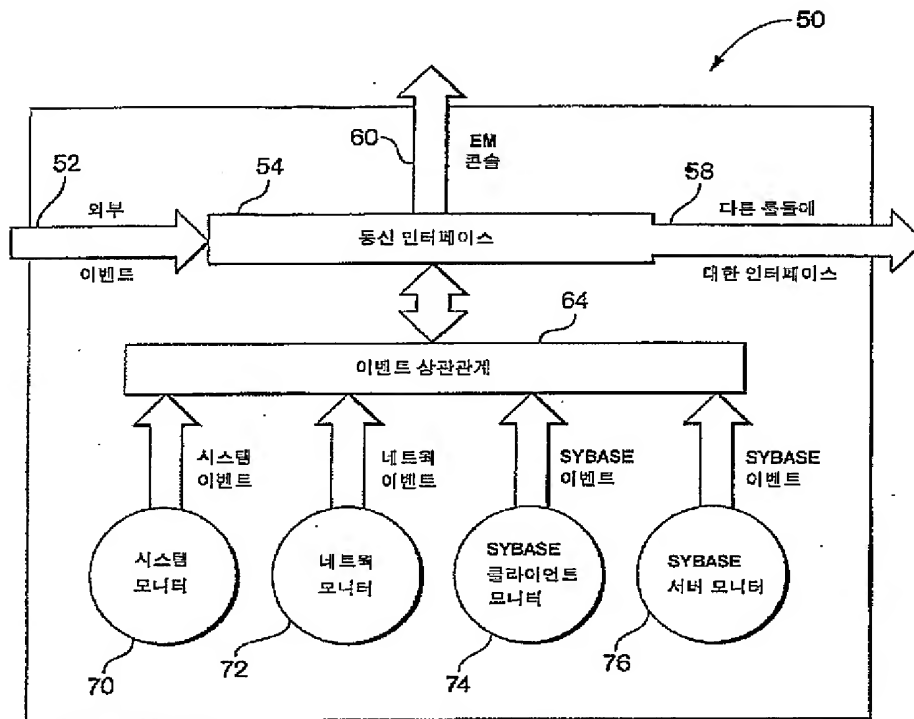 50
60
EM
콘솔
52
54
58
외부
다른 툴들에
통신 인터페이스
이벤트
대한 인터페이스
64
이벤트 상관관계
시스템
이벤트
네트웍
이벤트
SYBASE
이벤트
SYBASE
이벤트
시스템
모니터
네트웍
모니터
SYBASE
클라이언트
모니터
SYBASE
서버 모니터
70
72
74
76